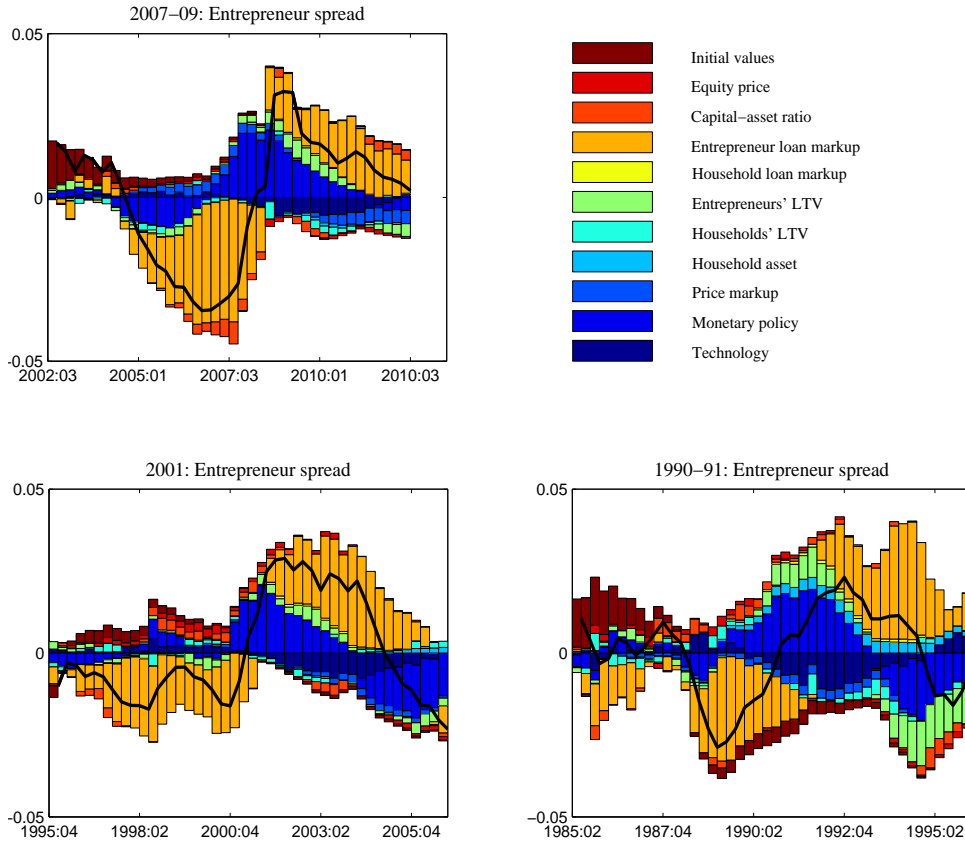 2007–09: Entrepreneur spread
0.05
0
-0.05
2002:03
2005:01
2007:03
2010:01
2010:03
Initial values
Equity price
Capital–asset ratio
Entrepreneur loan markup
Household loan markup
Entrepreneurs' LTV
Households' LTV
Household asset
Price markup
Monetary policy
Technology
2001: Entrepreneur spread
0.05
0
-0.05
1995:04
1998:02
2000:04
2003:02
2005:04
1990–91: Entrepreneur spread
0.05
0
−0.05
1985:02
1987:04
1990:02
1992:04
1995:02